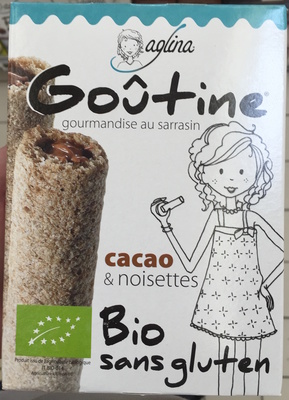 aglina
Goûtine
gourmandise au sarrasin
cacao
& noisettes
Bio
sans gluten